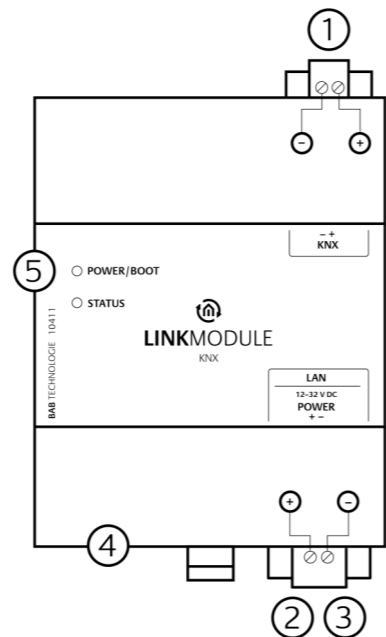 1
− +
− +
KNX
5
POWER/BOOT
STATUS
BAB TECHNOLOGIE 10411
LINKMODULE
KNX
LAN
12–32 V DC
POWER
+ −
+ −
4
2 3